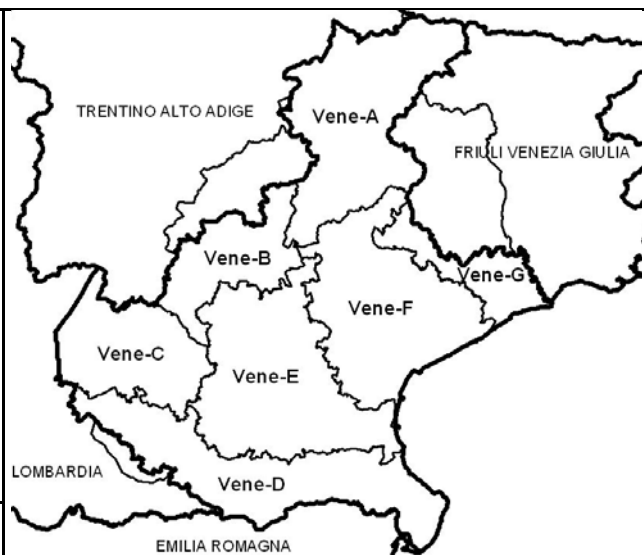 Vene-A
TRENTINO ALTO ADIGE
FRIULI VENEZIA GIULIA
Vene-B
Vene-G
Vene-F
Vene-C
Vene-E
LOMBARDIA
Vene-D
EMILIA ROMAGNA